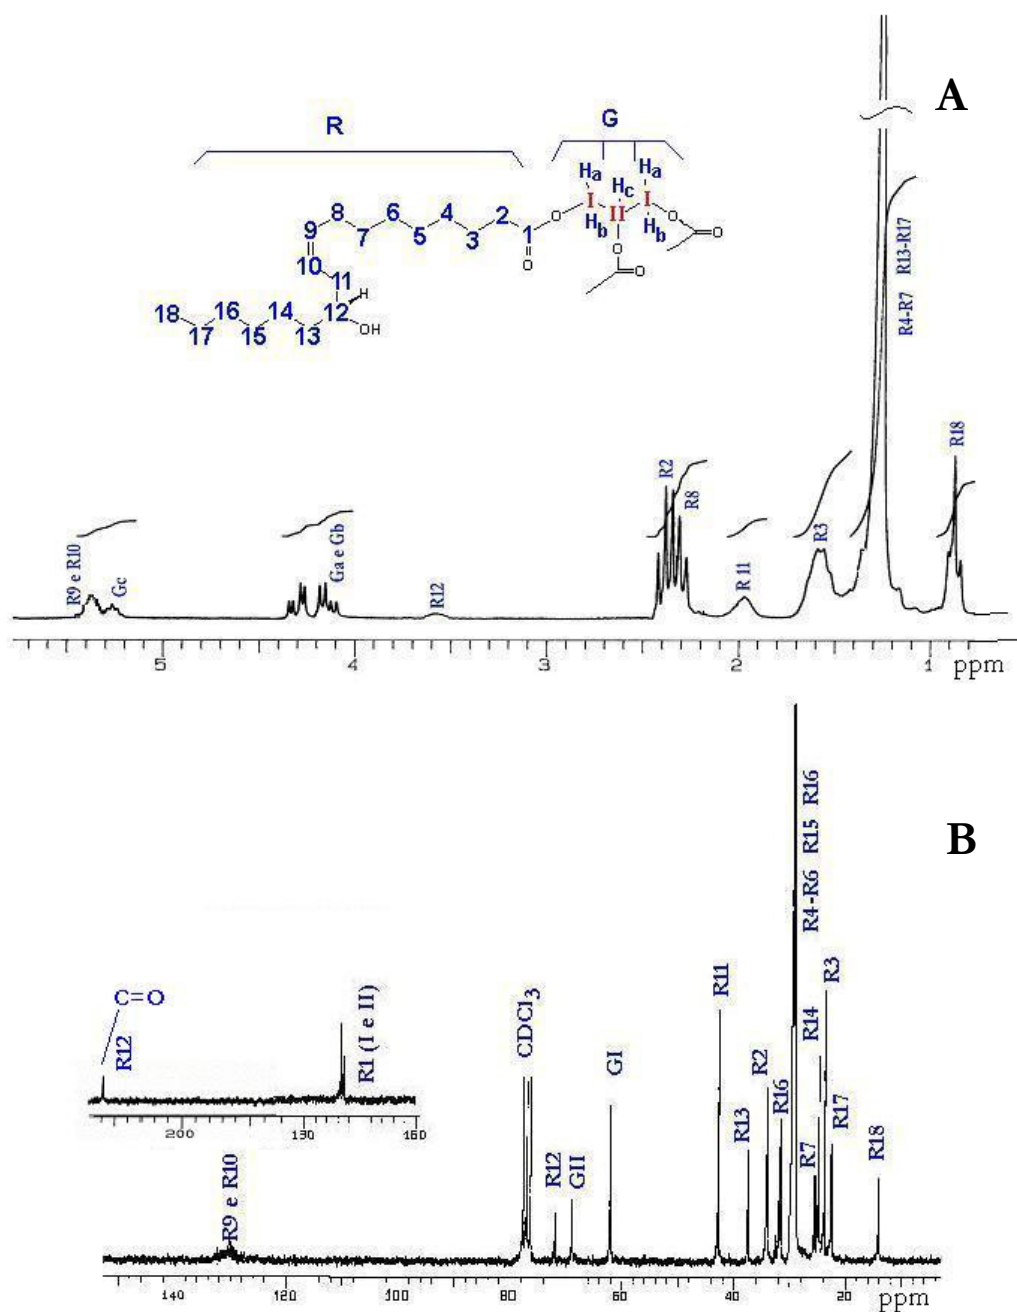 A
R
G
Ha
Ha
Hc
I
II
I
Hb
Hb
O
O
O
O
O
O
1
2
3
4
5
6
7
8
9
10
11
12
13
14
15
16
17
18
H
OH
R9 e R10
Gc
Ga e Gb
R12
R2
R8
R 11
R3
R4-R7 R13-R17
R18
5 4 3 2 1 ppm
B
C=O
R12
R1 (I e II)
200 130 160
R9 e R10
CDCl3
R12
GII
GI
R11
R13
R2
R16
R4-R6 R15 R16
R7
R14
R3
R17
R18
140 120 100 80 60 40 20 ppm